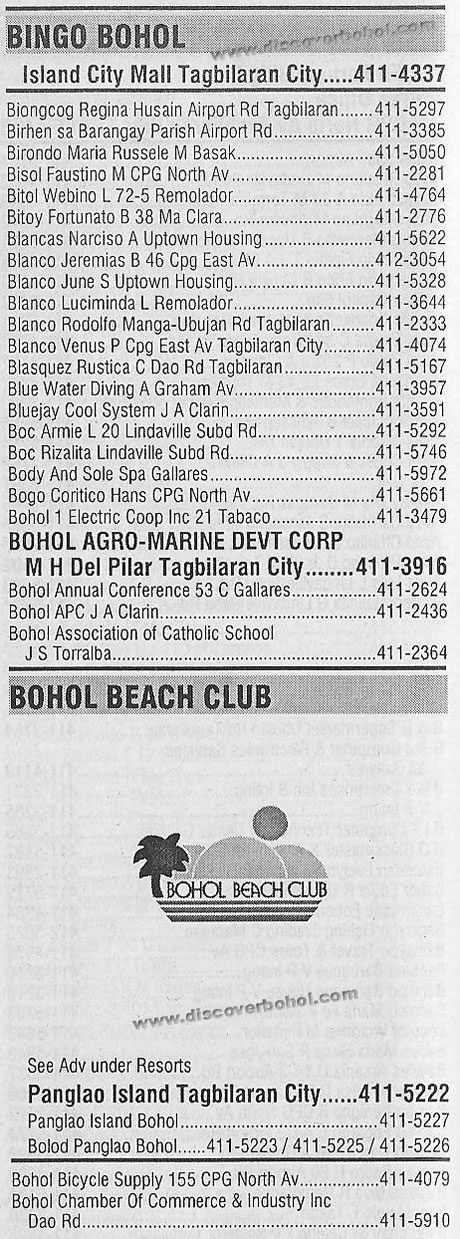 BINGO BOHOL
www.discoverbohol.com
Island City Mall Tagbilaran City.....411-4337
Biongcog Regina Husain Airport Rd Tagbilaran......411-5297
Birhen sa Barangay Parish Airport Rd..................411-3385
Birondo Maria Russele M Basak........................411-5050
Bisol Faustino M CPG North Av.........................411-2281
Bitol Webino L 72-5 Remolador.........................411-4764
Bitoy Fortunato B 38 Ma Clara...........................411-2776
Blancas Narciso A Uptown Housing...................411-5622
Blanco Jeremias B 46 Cpg East Av....................412-3054
Blanco June S Uptown Housing.........................411-5328
Blanco Luciminda L Remolador.........................411-3644
Blanco Rodolfo Manga-Ubujan Rd Tagbilaran.......411-2333
Blanco Venus P Cpg East Av Tagbilaran City.........411-4074
Blasquez Rustica C Dao Rd Tagbilaran................411-5167
Blue Water Diving A Graham Av.........................411-3957
Bluejay Cool System J A Clarin..........................411-3591
Boc Armie L 20 Lindaville Subd Rd.....................411-5292
Boc Rizalita Lindaville Subd Rd.........................411-5746
Body And Sole Spa Gallares.............................411-5972
Bogo Coritico Hans CPG North Av......................411-5661
Bohol 1 Electric Coop Inc 21 Tabaco..................411-3479
BOHOL AGRO-MARINE DEVT CORP
M H Del Pilar Tagbilaran City........411-3916
Bohol Annual Conference 53 C Gallares..............411-2624
Bohol APC J A Clarin.......................................411-2436
Bohol Association of Catholic School
J S Torralba................................................411-2364
BOHOL BEACH CLUB
BOHOL BEACH CLUB
www.discoverbohol.com
See Adv under Resorts
Panglao Island Tagbilaran City......411-5222
Panglao Island Bohol....................................411-5227
Bolod Panglao Bohol......411-5223 / 411-5225 / 411-5226
Bohol Bicycle Supply 155 CPG North Av..............411-4079
Bohol Chamber Of Commerce & Industry Inc
Dao Rd.....................................................411-5910